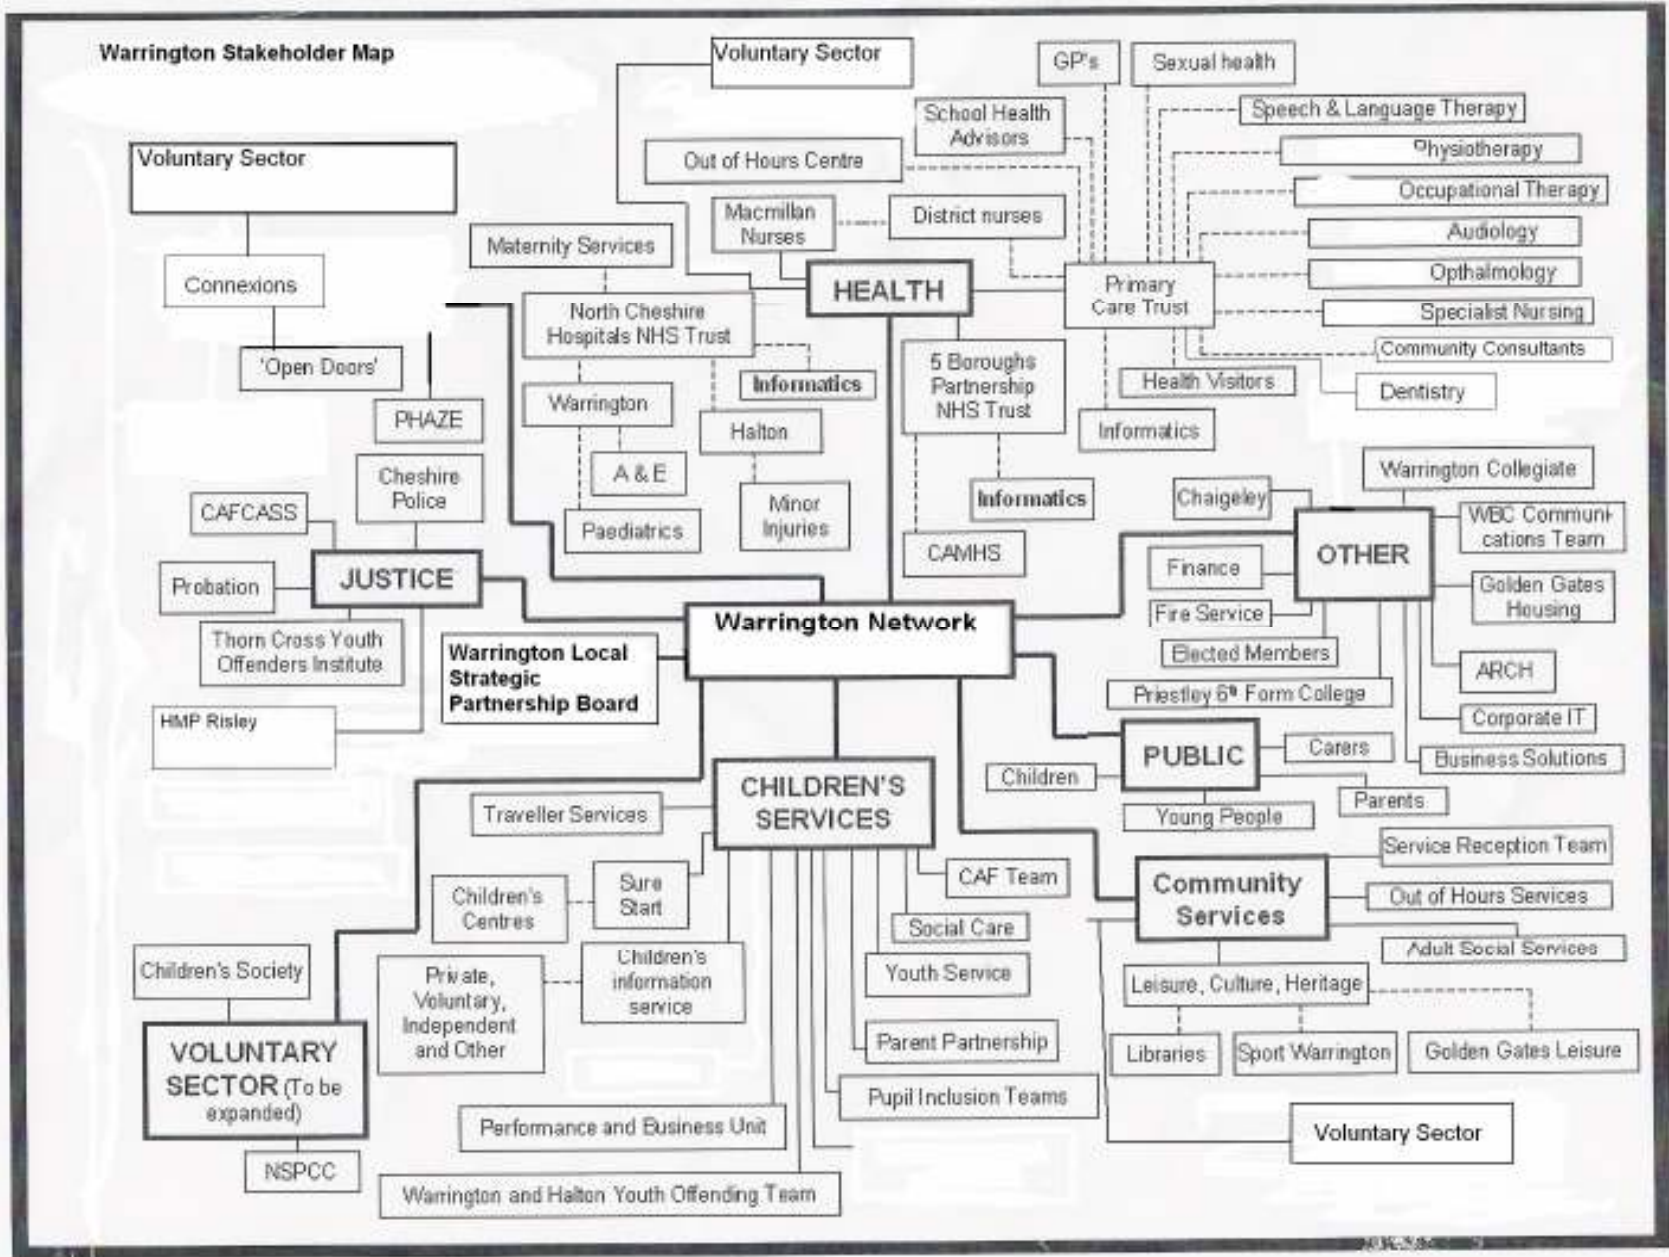 Warrington Stakeholder Map
Voluntary Sector
GP's
Sexual health
School Health
Advisors
Speech & Language Therapy
Out of Hours Centre
Physiotherapy
Voluntary Sector
Occupational Therapy
Macmillan
Nurses
District nurses
Audiology
Maternity Services
Opthalmology
Connexions
HEALTH
Primary
Care Trust
Specialist Nursing
North Cheshire
Hospitals NHS Trust
Community Consultants
'Open Doors'
Informatics
5 Boroughs
Partnership
NHS Trust
Health Visitors
Dentistry
PHAZE
Warrington
Halton
Informatics
A & E
Cheshire
Police
Warrington Collegiate
CAFCASS
Minor
Injuries
Informatics
Chaigeley
WBC Communi-
cations Team
Paediatrics
CAMHS
OTHER
JUSTICE
Finance
Probation
Golden Gates
Housing
Fire Service
Warrington Network
Thorn Cross Youth
Offenders Institute
Warrington Local
Strategic
Partnership Board
Elected Members
ARCH
Priestley 6th Form College
HMP Risley
Corporate IT
PUBLIC
Carers
Business Solutions
Children
CHILDREN'S
SERVICES
Parents
Traveller Services
Young People
Service Reception Team
Sure
Start
CAF Team
Community
Services
Children's
Centres
Out of Hours Services
Social Care
Adult Social Services
Children's Society
Private,
Voluntary,
Independent
and Other
Children's
information
service
Youth Service
Leisure, Culture, Heritage
VOLUNTARY
SECTOR (To be
expanded)
Parent Partnership
Libraries
Sport Warrington
Golden Gates Leisure
Pupil Inclusion Teams
Performance and Business Unit
Voluntary Sector
NSPCC
Warrington and Halton Youth Offending Team